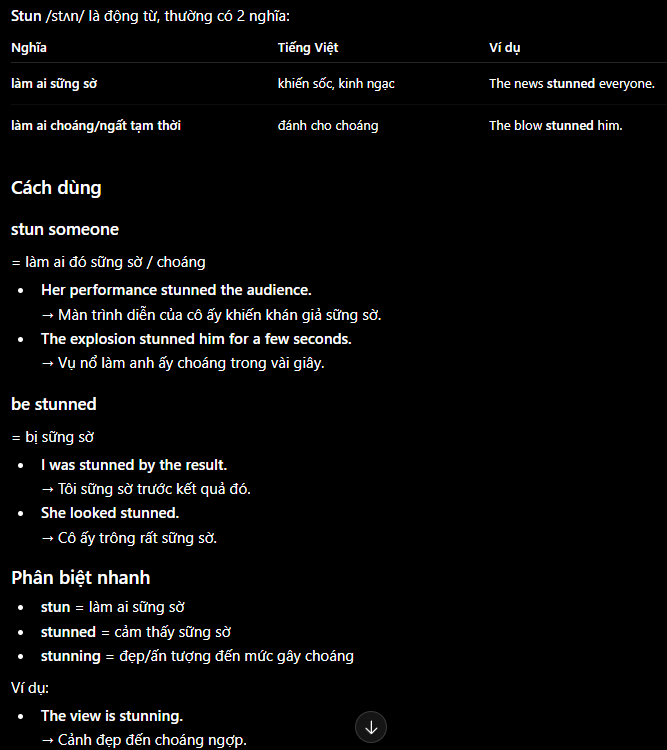 Stun /stʌn/ là động từ, thường có 2 nghĩa:
Nghĩa Tiếng Việt Ví dụ
làm ai sững sờ khiến sốc, kinh ngạc The news stunned everyone.
làm ai choáng/ngất tạm thời đánh cho choáng The blow stunned him.
Cách dùng
stun someone
= làm ai đó sững sờ / choáng
• Her performance stunned the audience.
→ Màn trình diễn của cô ấy khiến khán giả sững sờ.
• The explosion stunned him for a few seconds.
→ Vụ nổ làm anh ấy choáng trong vài giây.
be stunned
= bị sững sờ
• I was stunned by the result.
→ Tôi sững sờ trước kết quả đó.
• She looked stunned.
→ Cô ấy trông rất sững sờ.
Phân biệt nhanh
• stun = làm ai sững sờ
• stunned = cảm thấy sững sờ
• stunning = đẹp/ấn tượng đến mức gây choáng
Ví dụ:
• The view is stunning.
→ Cảnh đẹp đến choáng ngợp.